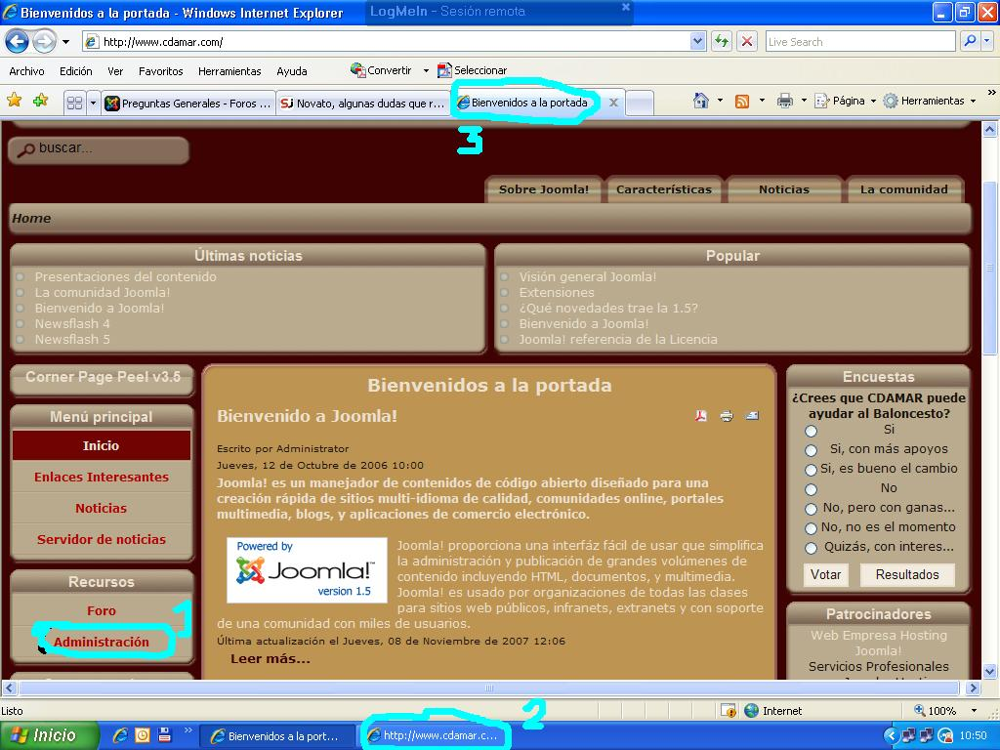 Bienvenidos a la portada - Windows Internet Explorer
LogMeIn - Sesión remota
http://www.cdamar.com/
Live Search
Archivo Edición Ver Favoritos Herramientas Ayuda Convertir Seleccionar
Preguntas Generales - Foros ... Novato, algunas dudas que r... Bienvenidos a la portada Página Herramientas
3
buscar...
Sobre Joomla! Características Noticias La comunidad
Home
Últimas noticias
Presentaciones del contenido
La comunidad Joomla!
Bienvenido a Joomla!
Newsflash 4
Newsflash 5
Popular
Visión general Joomla!
Extensiones
¿Qué novedades trae la 1.5?
Bienvenido a Joomla!
Joomla! referencia de la Licencia
Corner Page Peel v3.5
Menú principal
Inicio
Enlaces Interesantes
Noticias
Servidor de noticias
Recursos
Foro
1
Administración
Bienvenidos a la portada
Bienvenido a Joomla!
Escrito por Administrator
Jueves, 12 de Octubre de 2006 10:00
Joomla! es un manejador de contenidos de código abierto diseñado para una
creación rápida de sitios multi-idioma de calidad, comunidades online, portales
multimedia, blogs, y aplicaciones de comercio electrónico.
Powered by
Joomla!
version 1.5
Joomla! proporciona una interfáz fácil de usar que simplifica
la administración y publicación de grandes volúmenes de
contenido incluyendo HTML, documentos, y multimedia.
Joomla! es usado por organizaciones de todas las clases
para sitios web públicos, infranets, extranets y con soporte
de una comunidad con miles de usuarios.
Última actualización el Jueves, 08 de Noviembre de 2007 12:06
Leer más...
Encuestas
¿Crees que CDAMAR puede
ayudar al Baloncesto?
Si
Si, con más apoyos
Si, es bueno el cambio
No
No, pero con ganas...
No, no es el momento
Quizás, con interes...
Votar Resultados
Patrocinadores
Web Empresa Hosting
Joomla!
Servicios Profesionales
2
Listo Internet 100%
Inicio Bienvenidos a la port... http://www.cdamar.c... 10:50